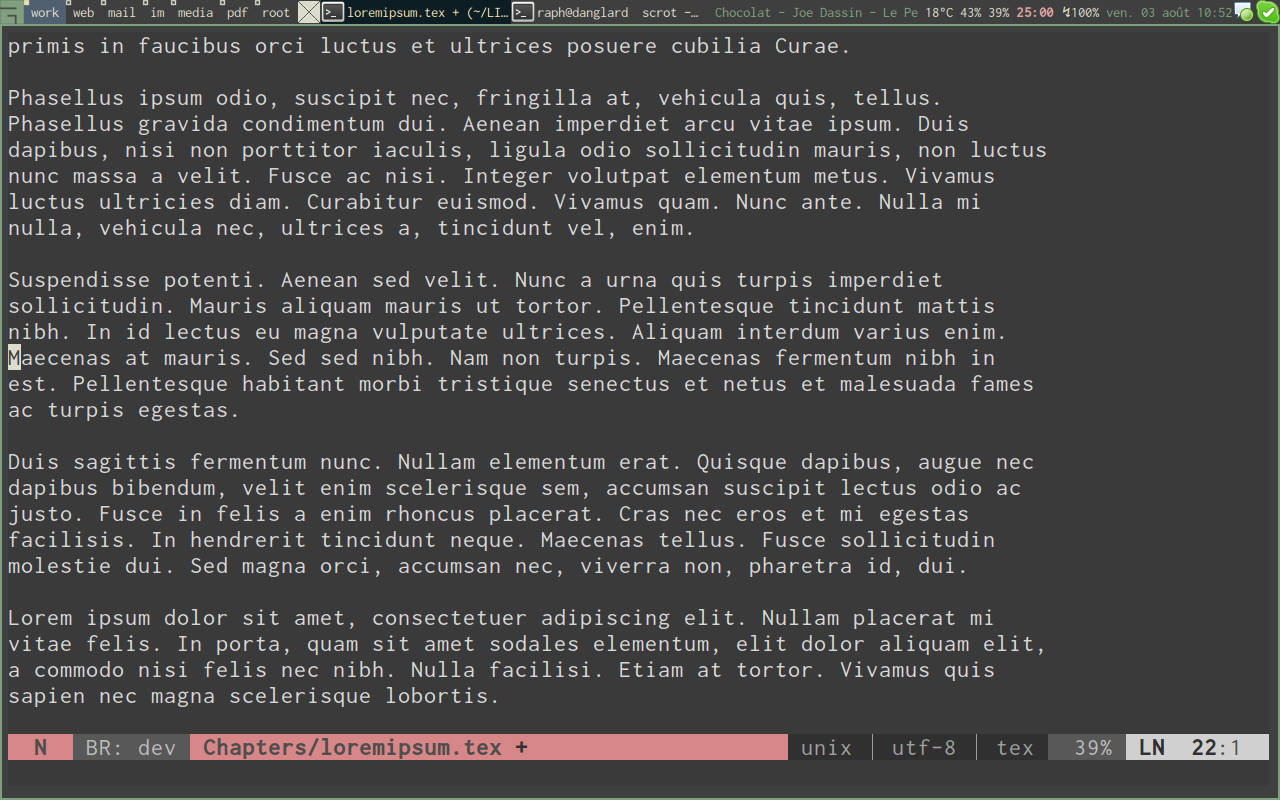 work web mail im media pdf root loremipsum.tex + (~/LI… raph@danglard scrot –… Chocolat – Joe Dassin – Le Pe 18°C 43% 39% 25:00 ↯100% ven. 03 août 10:52
primis in faucibus orci luctus et ultrices posuere cubilia Curae.
Phasellus ipsum odio, suscipit nec, fringilla at, vehicula quis, tellus.
Phasellus gravida condimentum dui. Aenean imperdiet arcu vitae ipsum. Duis
dapibus, nisi non porttitor iaculis, ligula odio sollicitudin mauris, non luctus
nunc massa a velit. Fusce ac nisi. Integer volutpat elementum metus. Vivamus
luctus ultricies diam. Curabitur euismod. Vivamus quam. Nunc ante. Nulla mi
nulla, vehicula nec, ultrices a, tincidunt vel, enim.
Suspendisse potenti. Aenean sed velit. Nunc a urna quis turpis imperdiet
sollicitudin. Mauris aliquam mauris ut tortor. Pellentesque tincidunt mattis
nibh. In id lectus eu magna vulputate ultrices. Aliquam interdum varius enim.
Maecenas at mauris. Sed sed nibh. Nam non turpis. Maecenas fermentum nibh in
est. Pellentesque habitant morbi tristique senectus et netus et malesuada fames
ac turpis egestas.
Duis sagittis fermentum nunc. Nullam elementum erat. Quisque dapibus, augue nec
dapibus bibendum, velit enim scelerisque sem, accumsan suscipit lectus odio ac
justo. Fusce in felis a enim rhoncus placerat. Cras nec eros et mi egestas
facilisis. In hendrerit tincidunt neque. Maecenas tellus. Fusce sollicitudin
molestie dui. Sed magna orci, accumsan nec, viverra non, pharetra id, dui.
Lorem ipsum dolor sit amet, consectetuer adipiscing elit. Nullam placerat mi
vitae felis. In porta, quam sit amet sodales elementum, elit dolor aliquam elit,
a commodo nisi felis nec nibh. Nulla facilisi. Etiam at tortor. Vivamus quis
sapien nec magna scelerisque lobortis.
N BR: dev Chapters/loremipsum.tex + unix utf-8 tex 39% LN 22:1